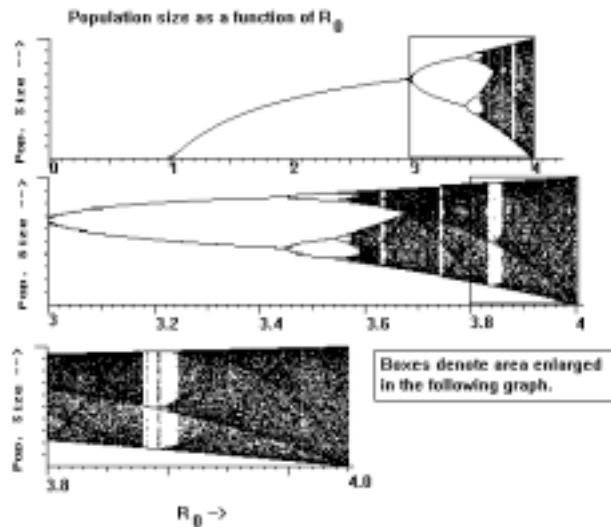 Population size as a function of R0
Pop. Size -->
0 1 2 3 4
Pop. Size -->
3 3.2 3.4 3.6 3.8 4
Pop. Size -->
3.8 4.0
R0 ->
Boxes denote area enlarged
in the following graph.